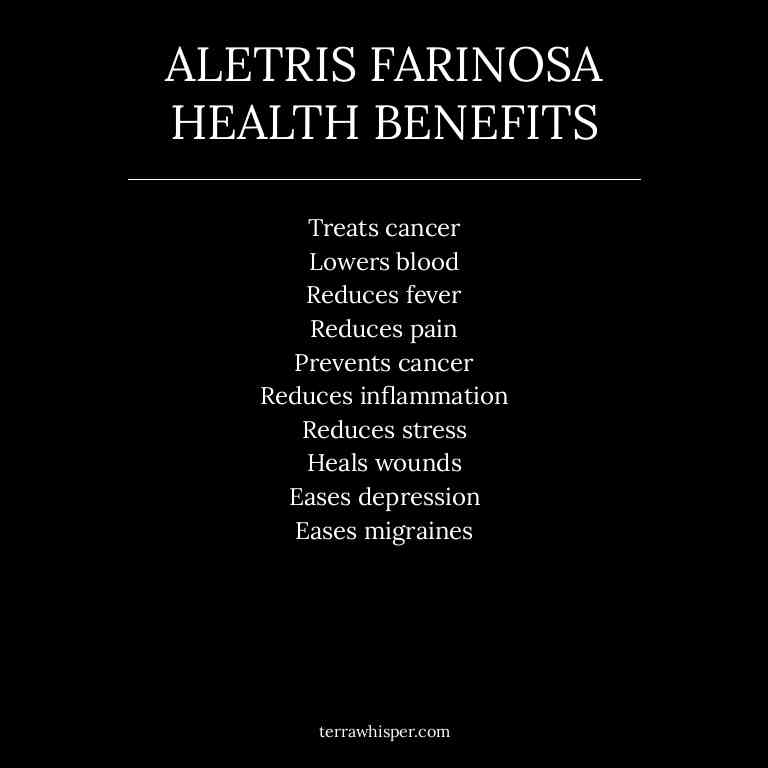 ALETRIS FARINOSA
HEALTH BENEFITS
Treats cancer
Lowers blood
Reduces fever
Reduces pain
Prevents cancer
Reduces inflammation
Reduces stress
Heals wounds
Eases depression
Eases migraines
terrawhisper.com